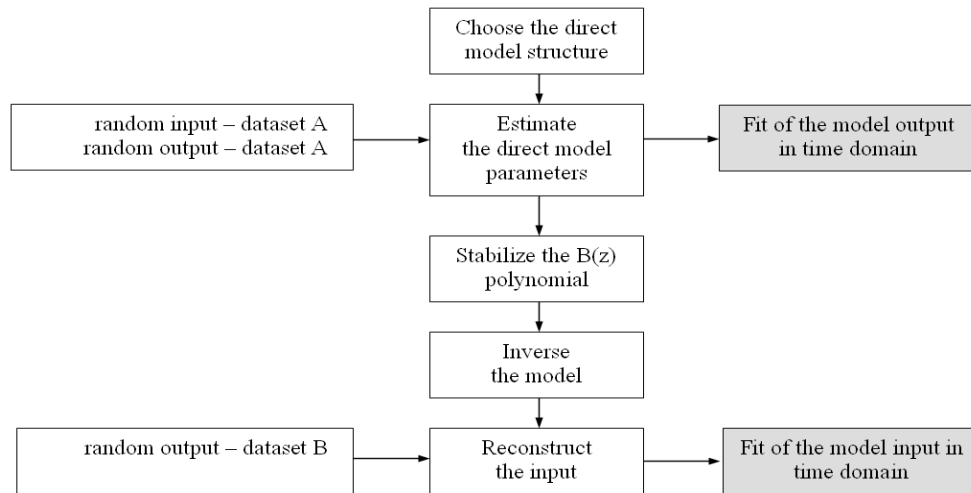 Choose the direct
model structure
random input – dataset A
random output – dataset A
Estimate
the direct model
parameters
Fit of the model output
in time domain
Stabilize the B(z)
polynomial
Inverse
the model
random output – dataset B
Reconstruct
the input
Fit of the model input in
time domain